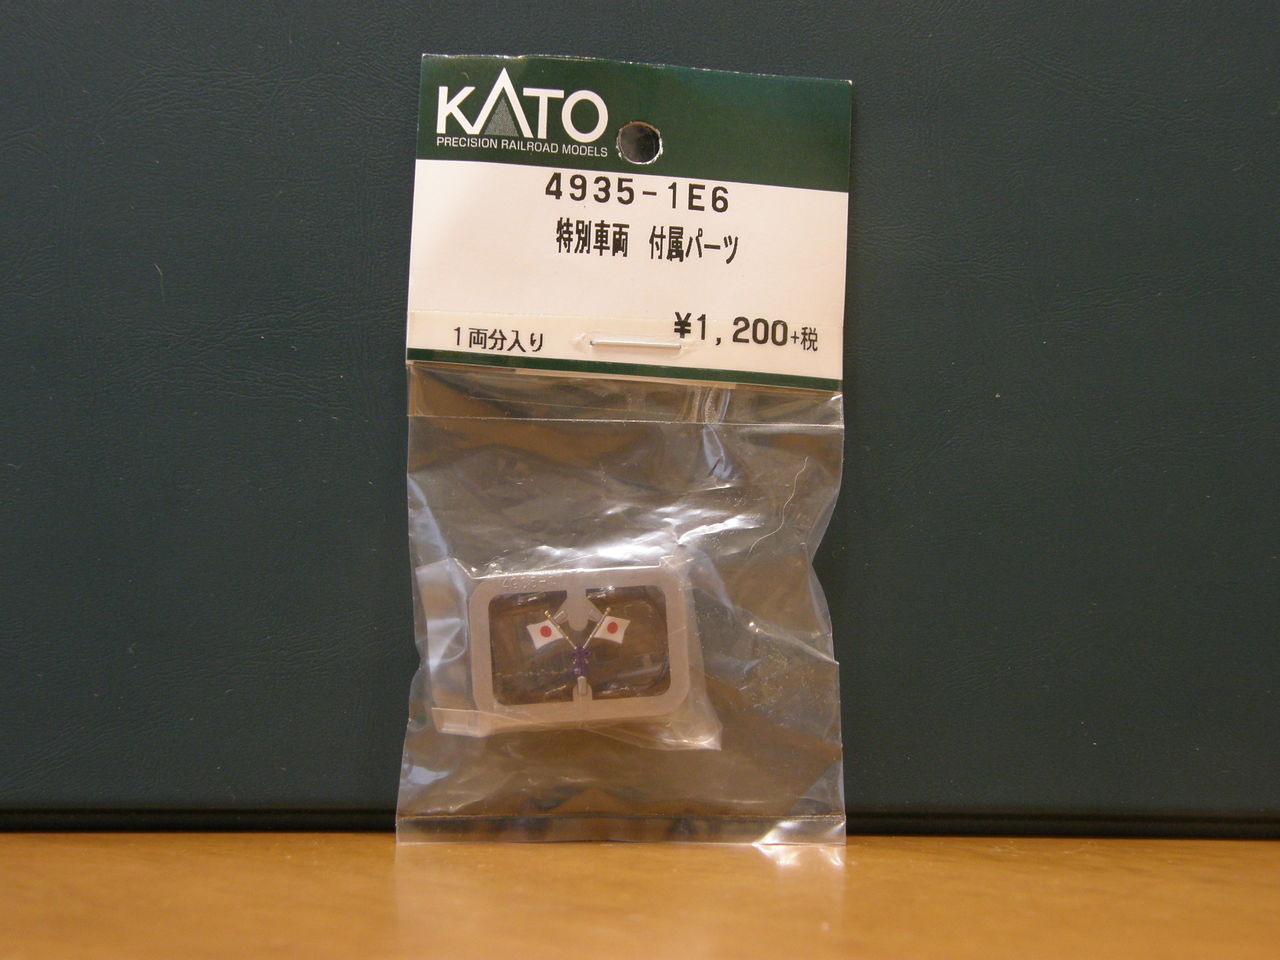 KATO
PRECISION RAILROAD MODELS
4935-1E6
特別車両 付属パーツ
¥1,200+税
1両分入り